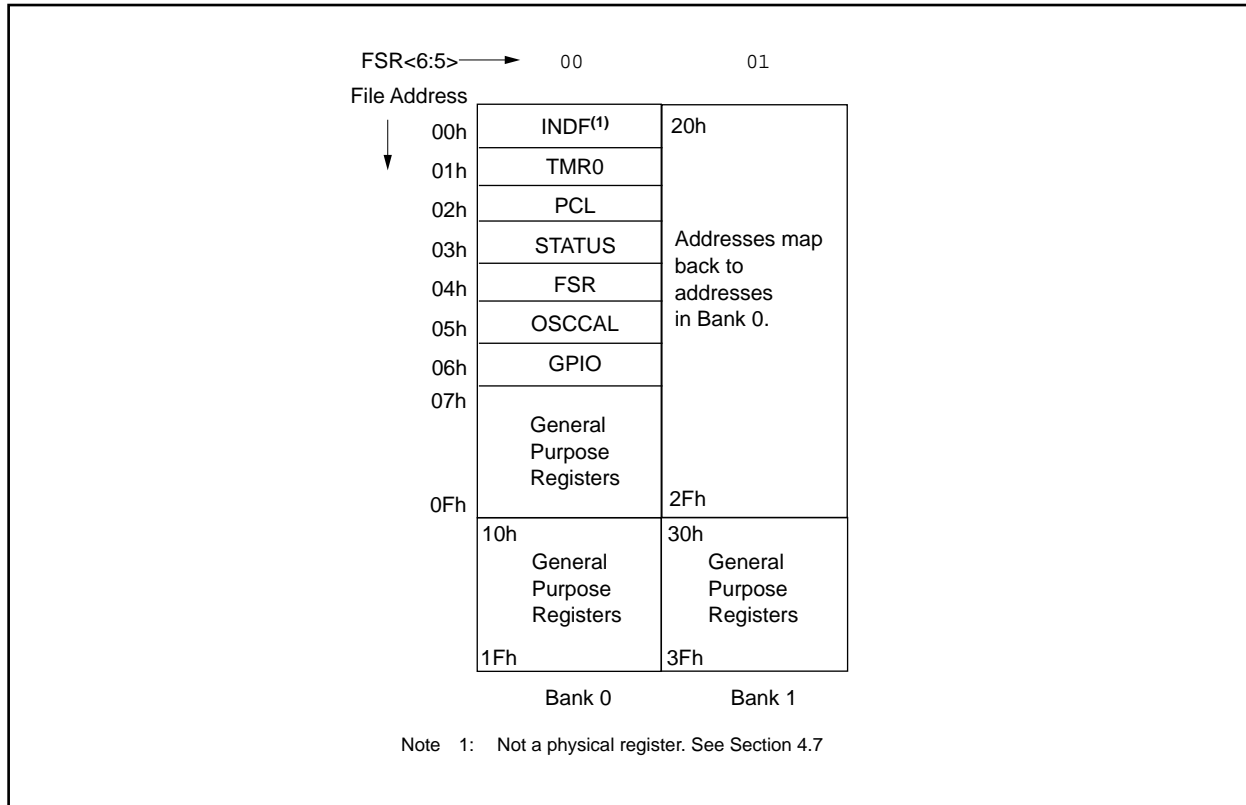 FSR<6:5> 00 01
File Address
00h INDF(1) 20h
01h TMR0
02h PCL
03h STATUS Addresses map
back to
04h FSR addresses
05h OSCCAL in Bank 0.
06h GPIO
07h
General
Purpose
Registers
0Fh 2Fh
10h 30h
General General
Purpose Purpose
Registers Registers
1Fh 3Fh
Bank 0 Bank 1
Note 1: Not a physical register. See Section 4.7